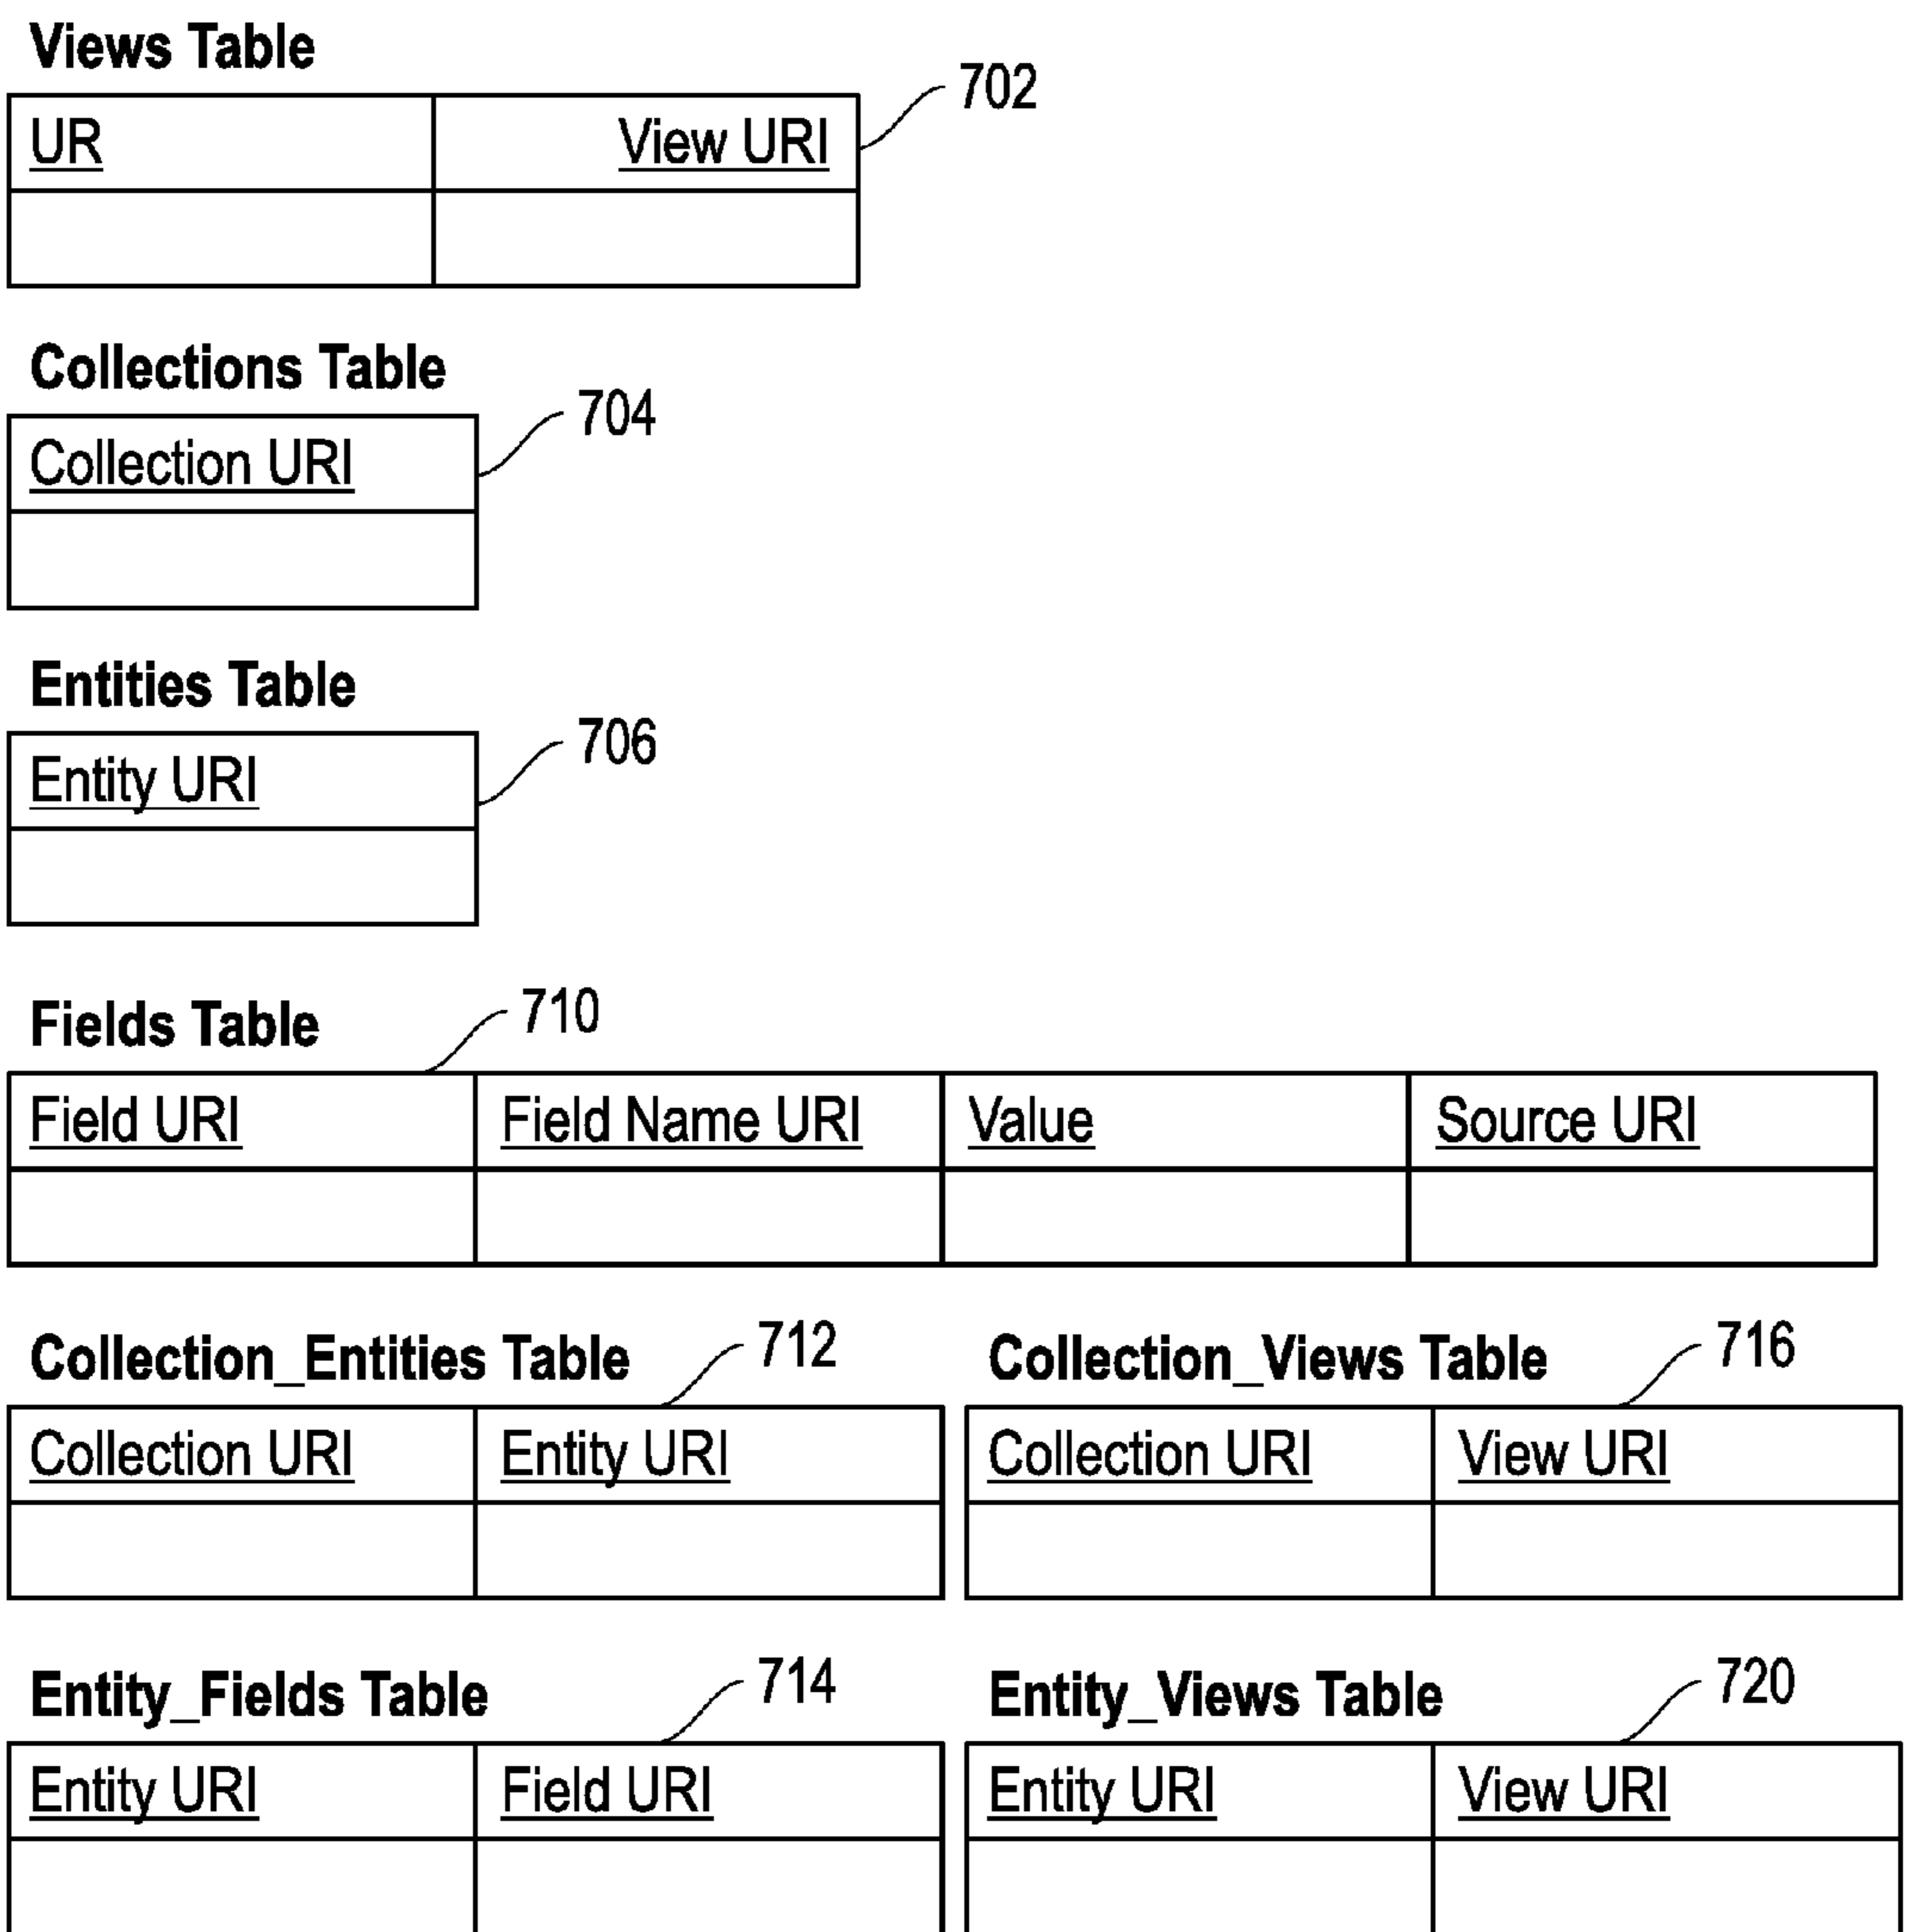 Views Table
702
UR View URI
Collections Table
704
Collection URI
Entities Table
706
Entity URI
Fields Table
710
Field URI Field Name URI Value Source URI
Collection_Entities Table
712
Collection_Views Table
716
Collection URI Entity URI
Collection URI View URI
Entity_Fields Table
714
Entity_Views Table
720
Entity URI Field URI
Entity URI View URI